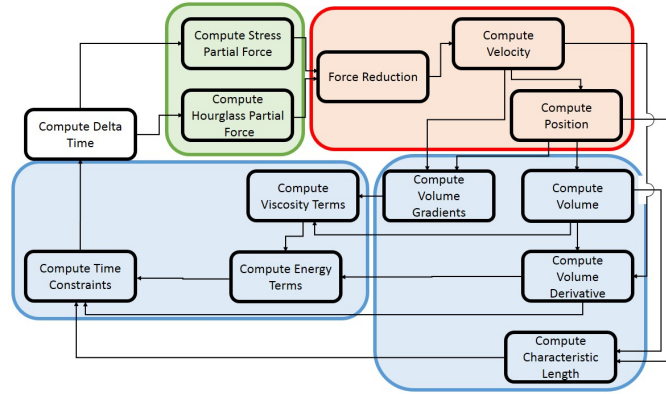 Compute Stress
Partial Force
Compute
Velocity
Force Reduction
Compute
Hourglass Partial
Force
Compute Delta
Time
Compute
Position
Compute
Viscosity Terms
Compute
Volume
Gradients
Compute
Volume
Compute Time
Constraints
Compute Energy
Terms
Compute
Volume
Derivative
Compute
Characteristic
Length